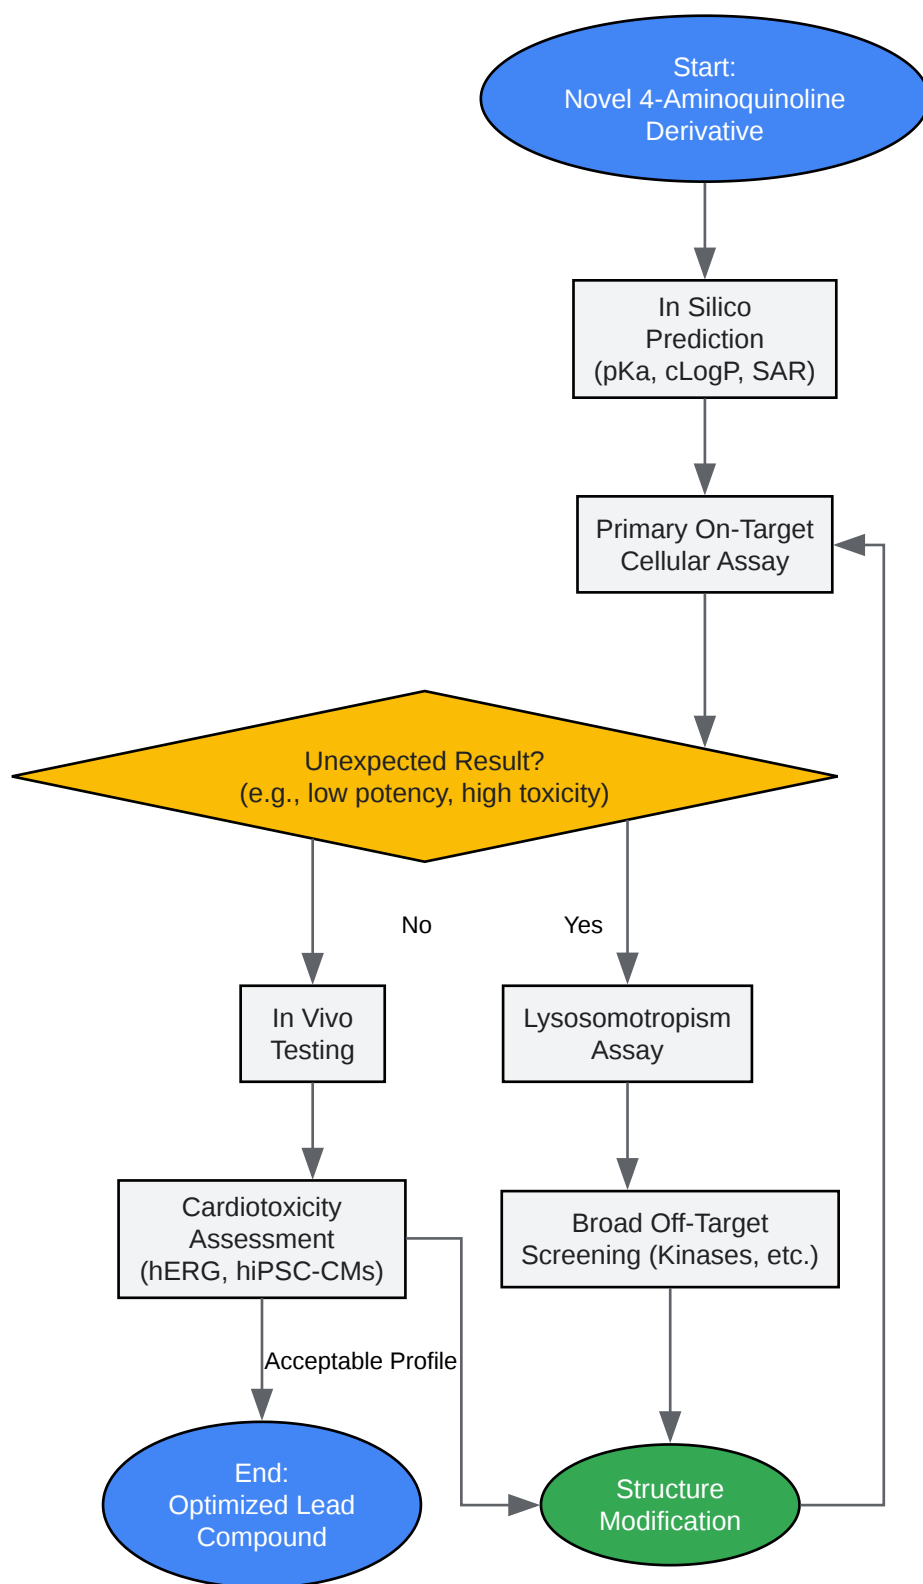 Start:
Novel 4-Aminoquinoline
Derivative
In Silico
Prediction
(pKa, cLogP, SAR)
Primary On-Target
Cellular Assay
Unexpected Result?
(e.g., low potency, high toxicity)
No
Yes
In Vivo
Testing
Lysosomotropism
Assay
Cardiotoxicity
Assessment
(hERG, hiPSC-CMs)
Broad Off-Target
Screening (Kinases, etc.)
Acceptable Profile
End:
Optimized Lead
Compound
Structure
Modification